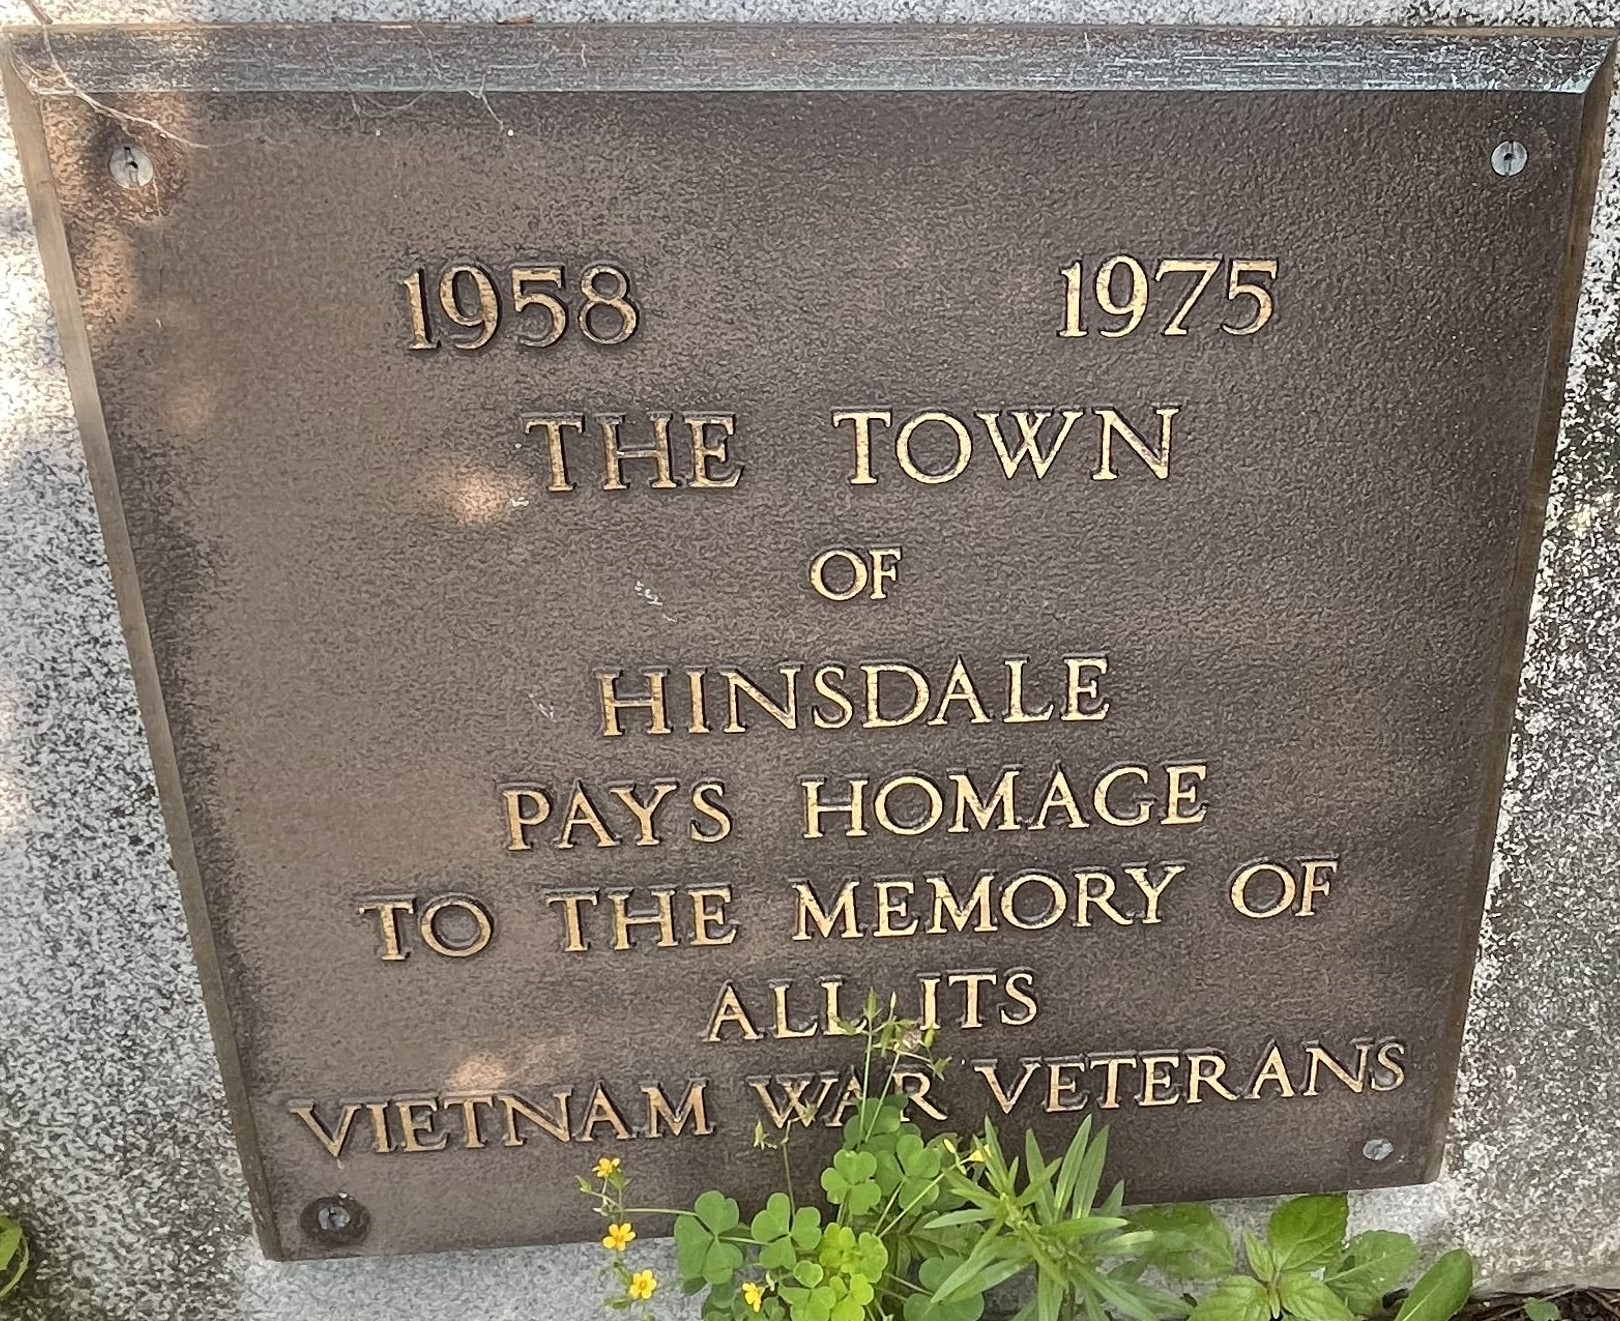 1958 1975
THE TOWN
OF
HINSDALE
PAYS HOMAGE
TO THE MEMORY OF
ALL ITS
VIETNAM WAR VETERANS